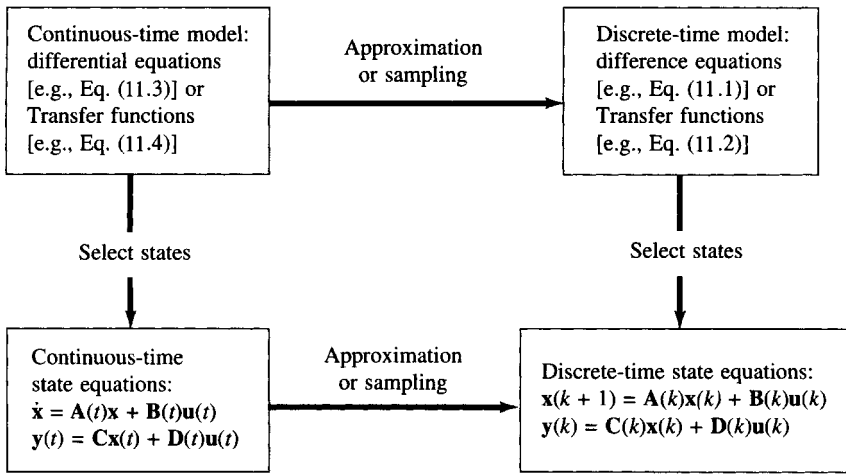 Continuous-time model:
differential equations
[e.g., Eq. (11.3)] or
Transfer functions
[e.g., Eq. (11.4)]
Approximation
or sampling
Discrete-time model:
difference equations
[e.g., Eq. (11.1)] or
Transfer functions
[e.g., Eq. (11.2)]
Select states
Select states
Continuous-time
state equations:
ẋ = A(t)x + B(t)u(t)
y(t) = Cx(t) + D(t)u(t)
Approximation
or sampling
Discrete-time state equations:
x(k + 1) = A(k)x(k) + B(k)u(k)
y(k) = C(k)x(k) + D(k)u(k)